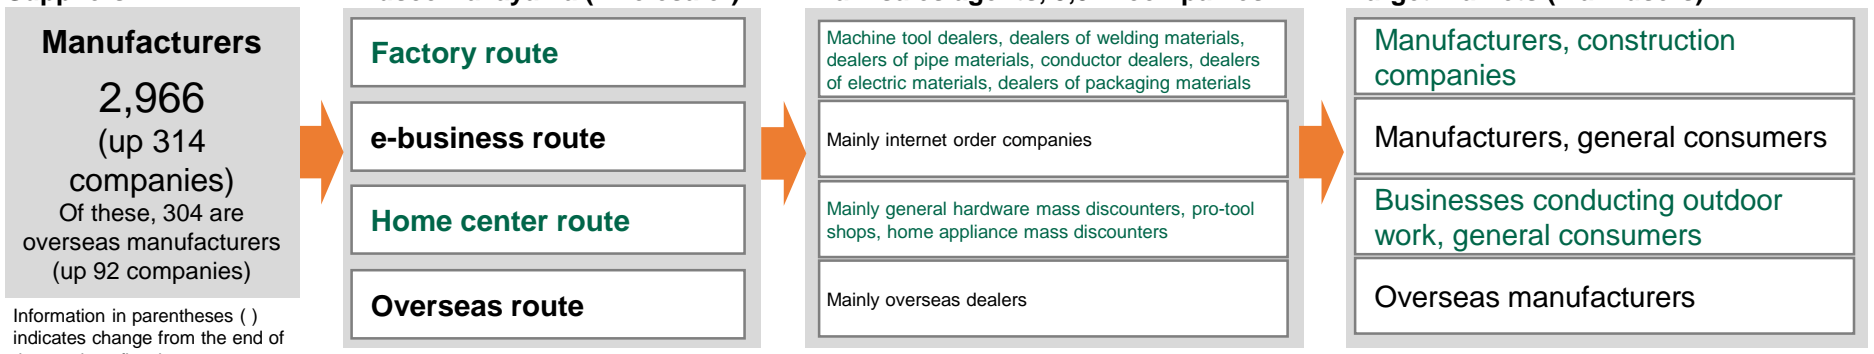 Manufacturers
2,966
(up 314
companies)
Of these, 304 are
overseas manufacturers
(up 92 companies)
Information in parentheses ( )
indicates change from the end of
Factory route
e-business route
Home center route
Overseas route
Machine tool dealers, dealers of welding materials,
dealers of pipe materials, conductor dealers, dealers
of electric materials, dealers of packaging materials
Mainly internet order companies
Mainly general hardware mass discounters, pro-tool
shops, home appliance mass discounters
Mainly overseas dealers
Manufacturers, construction
companies
Manufacturers, general consumers
Businesses conducting outdoor
work, general consumers
Overseas manufacturers